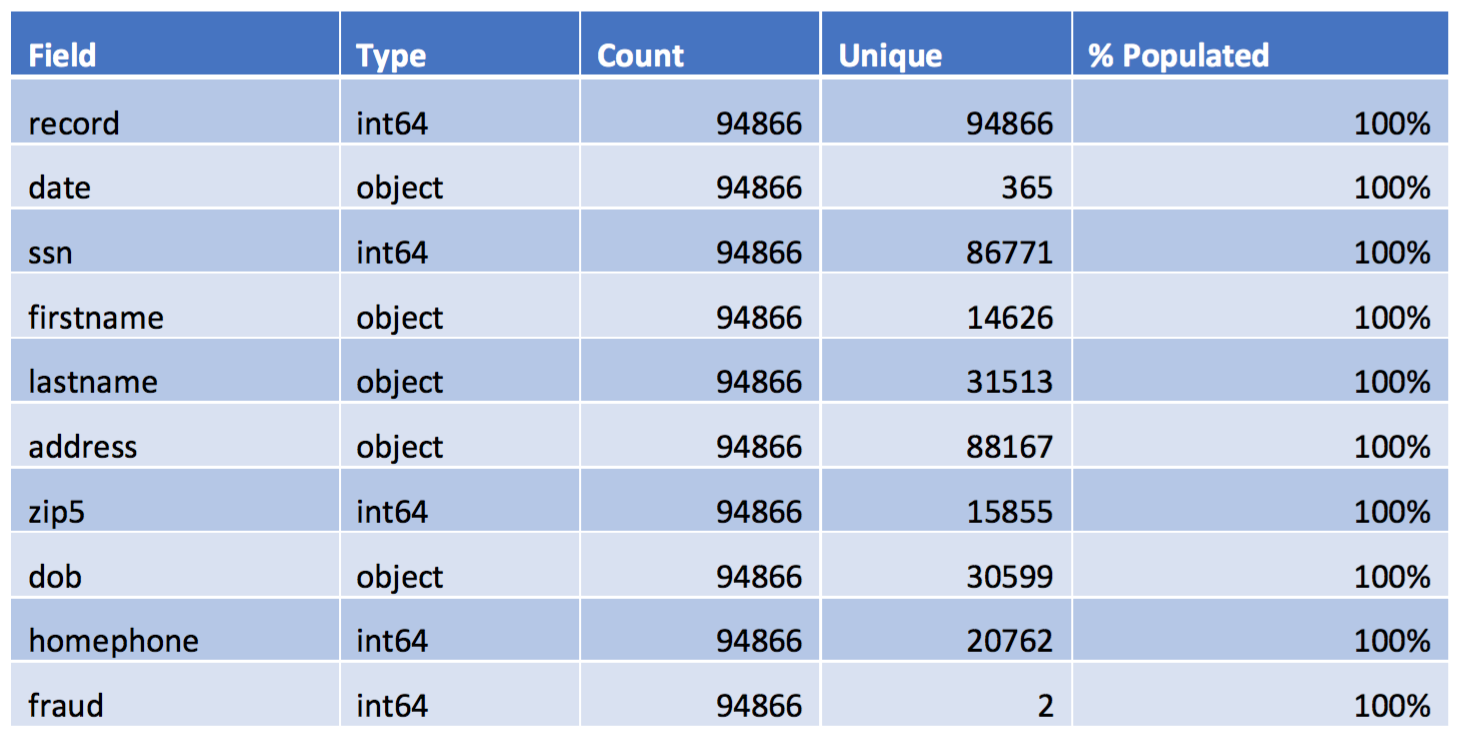 Field Type Count Unique % Populated
record int64 94866 94866 100%
date object 94866 365 100%
ssn int64 94866 86771 100%
firstname object 94866 14626 100%
lastname object 94866 31513 100%
address object 94866 88167 100%
zip5 int64 94866 15855 100%
dob object 94866 30599 100%
homephone int64 94866 20762 100%
fraud int64 94866 2 100%